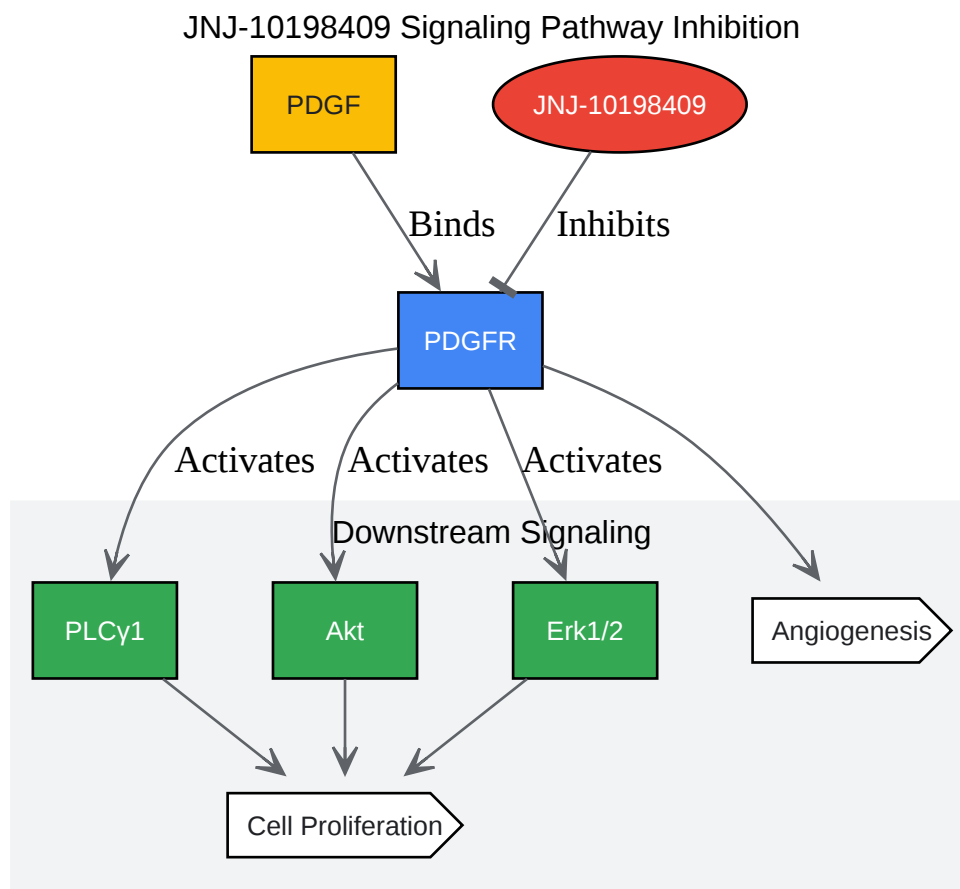 JNJ-10198409 Signaling Pathway Inhibition
PDGF
JNJ-10198409
Binds
Inhibits
PDGFR
Activates
Activates
Activates
Downstream Signaling
PLCγ1
Akt
Erk1/2
Angiogenesis
Cell Proliferation